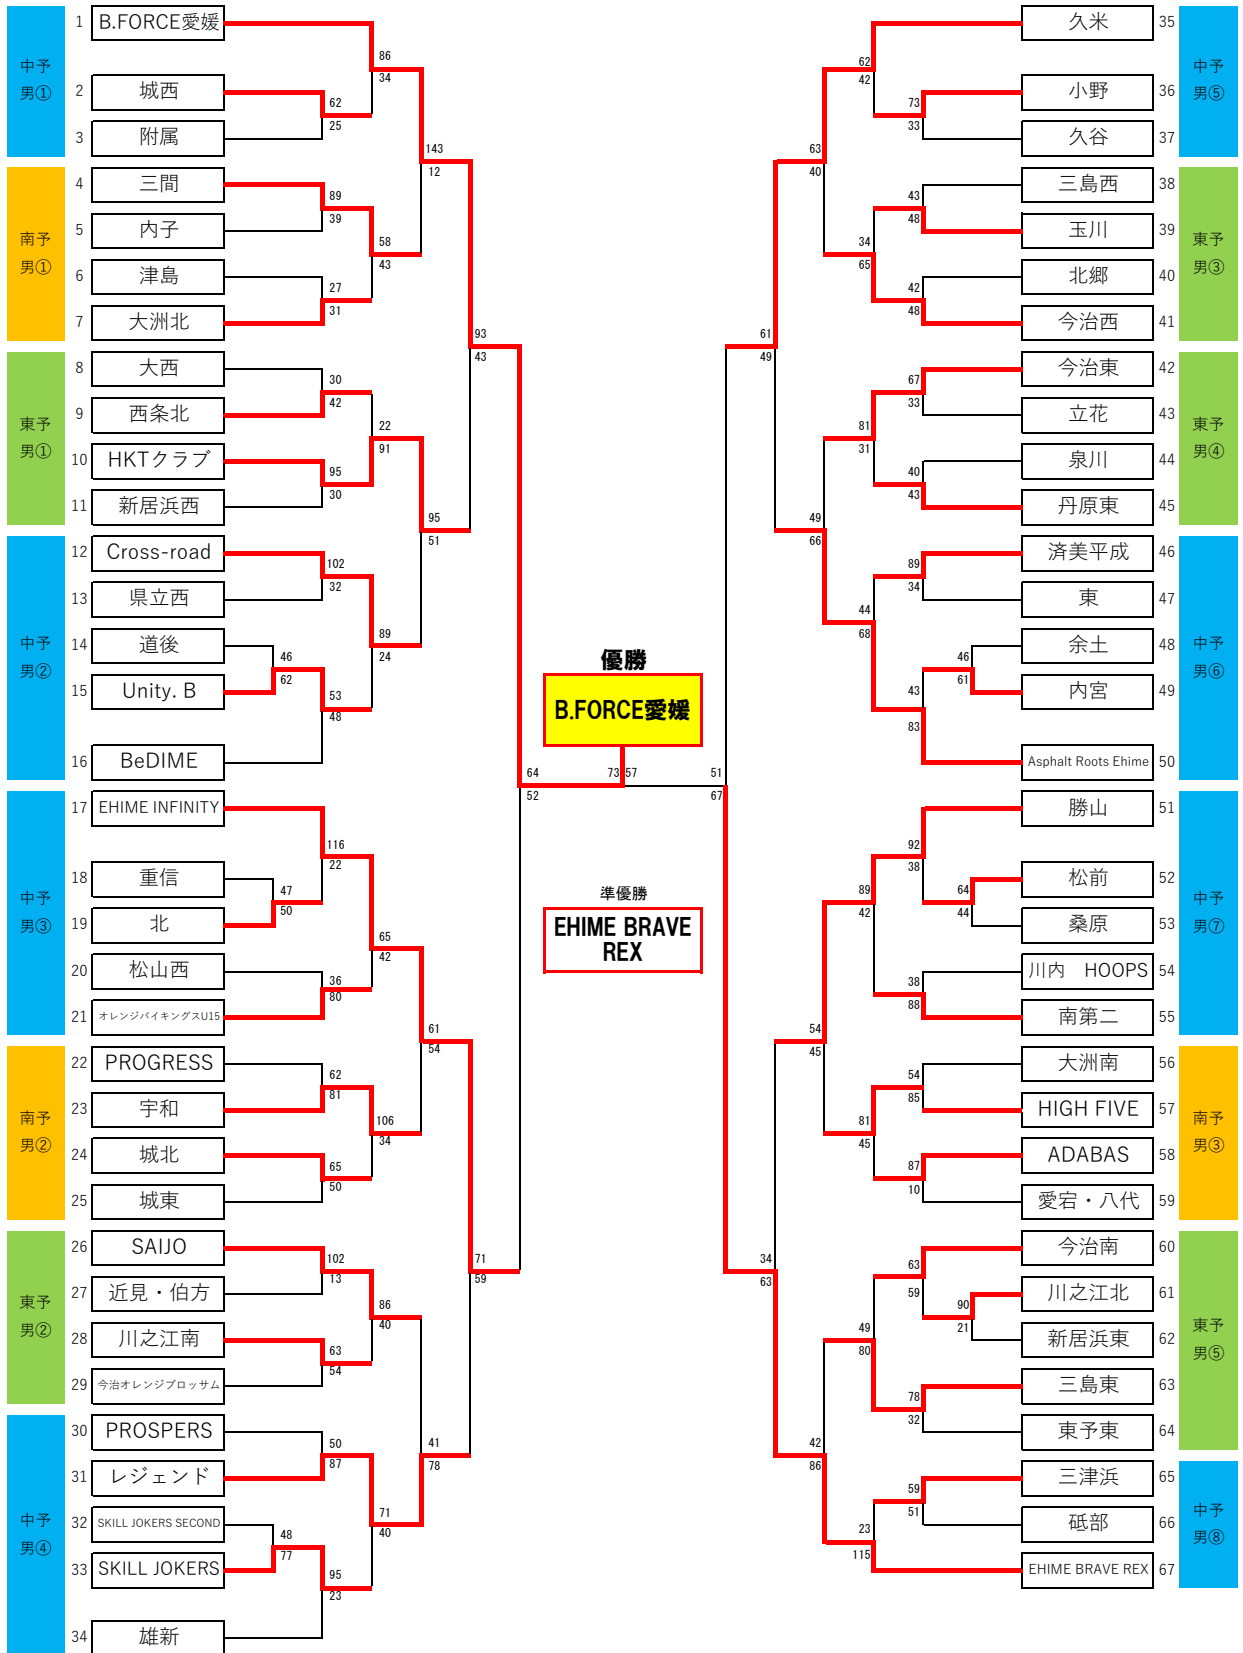 中予
男①
1 B.FORCE愛媛
2 城西
3 附属
86
34
62
25
143
12
南予
男①
4 三間
5 内子
6 津島
7 大洲北
89
39
58
43
27
31
93
43
東予
男①
8 大西
9 西条北
10 HKTクラブ
11 新居浜西
30
42
22
91
95
30
95
51
中予
男②
12 Cross-road
13 県立西
14 道後
15 Unity. B
16 BeDIME
102
32
89
24
46
62
53
48
64
52
中予
男③
17 EHIME INFINITY
18 重信
19 北
20 松山西
21 オレンジバイキングスU15
116
22
47
50
65
42
36
80
61
54
南予
男②
22 PROGRESS
23 宇和
24 城北
25 城東
62
81
106
34
65
50
71
59
東予
男②
26 SAIJO
27 近見・伯方
28 川之江南
29 今治オレンジブロッサム
102
13
86
40
63
54
41
78
中予
男④
30 PROSPERS
31 レジェンド
32 SKILL JOKERS SECOND
33 SKILL JOKERS
34 雄新
50
87
71
40
48
77
95
23
優勝
B.FORCE愛媛
73 57
準優勝
EHIME BRAVE
REX
久米 35
小野 36
久谷 37
中予
男⑤
62
42
73
33
63
40
三島西 38
玉川 39
北郷 40
今治西 41
東予
男③
43
48
34
65
42
48
61
49
今治東 42
立花 43
泉川 44
丹原東 45
東予
男④
67
33
81
31
40
43
49
66
済美平成 46
東 47
余土 48
内宮 49
Asphalt Roots Ehime 50
中予
男⑥
89
34
44
68
46
61
43
83
51
67
勝山 51
松前 52
桑原 53
川内 HOOPS 54
南第二 55
中予
男⑦
92
38
64
44
89
42
38
88
54
45
大洲南 56
HIGH FIVE 57
ADABAS 58
愛宕・八代 59
南予
男③
54
85
81
45
87
10
34
63
今治南 60
川之江北 61
新居浜東 62
三島東 63
東予東 64
東予
男⑤
63
59
90
21
49
80
78
32
42
86
三津浜 65
砥部 66
EHIME BRAVE REX 67
中予
男⑧
59
51
23
115